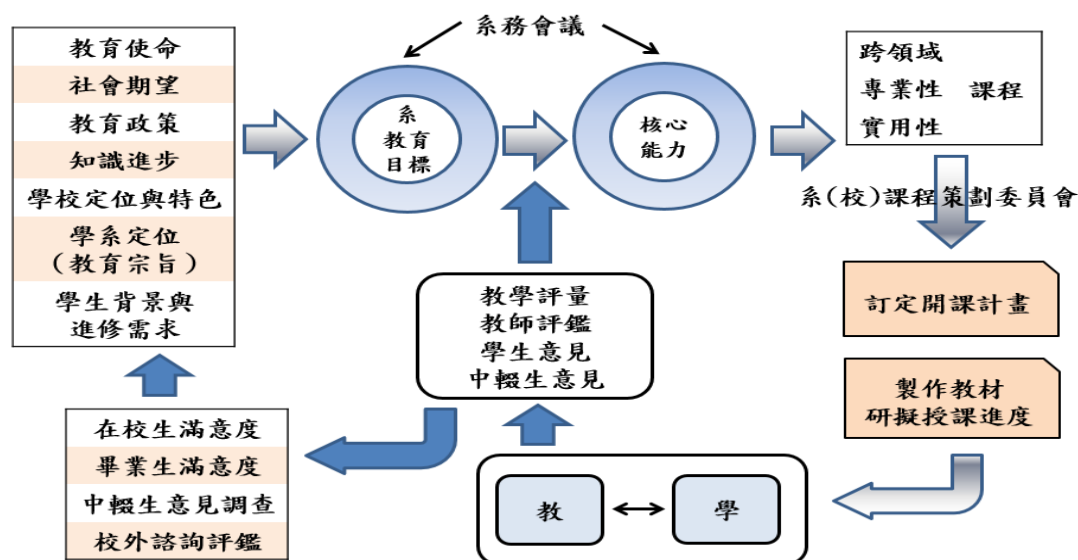 系務會議
教育使命
社會期望
教育政策
知識進步
學校定位與特色
學系定位
（教育宗旨）
學生背景與
進修需求
系
教育
目標
核心
能力
跨領域
專業性 課程
實用性
系(校)課程策劃委員會
訂定開課計畫
製作教材
研擬授課進度
教學評量
教師評鑑
學生意見
中輟生意見
在校生滿意度
畢業生滿意度
中輟生意見調查
校外諮詢評鑑
教
學